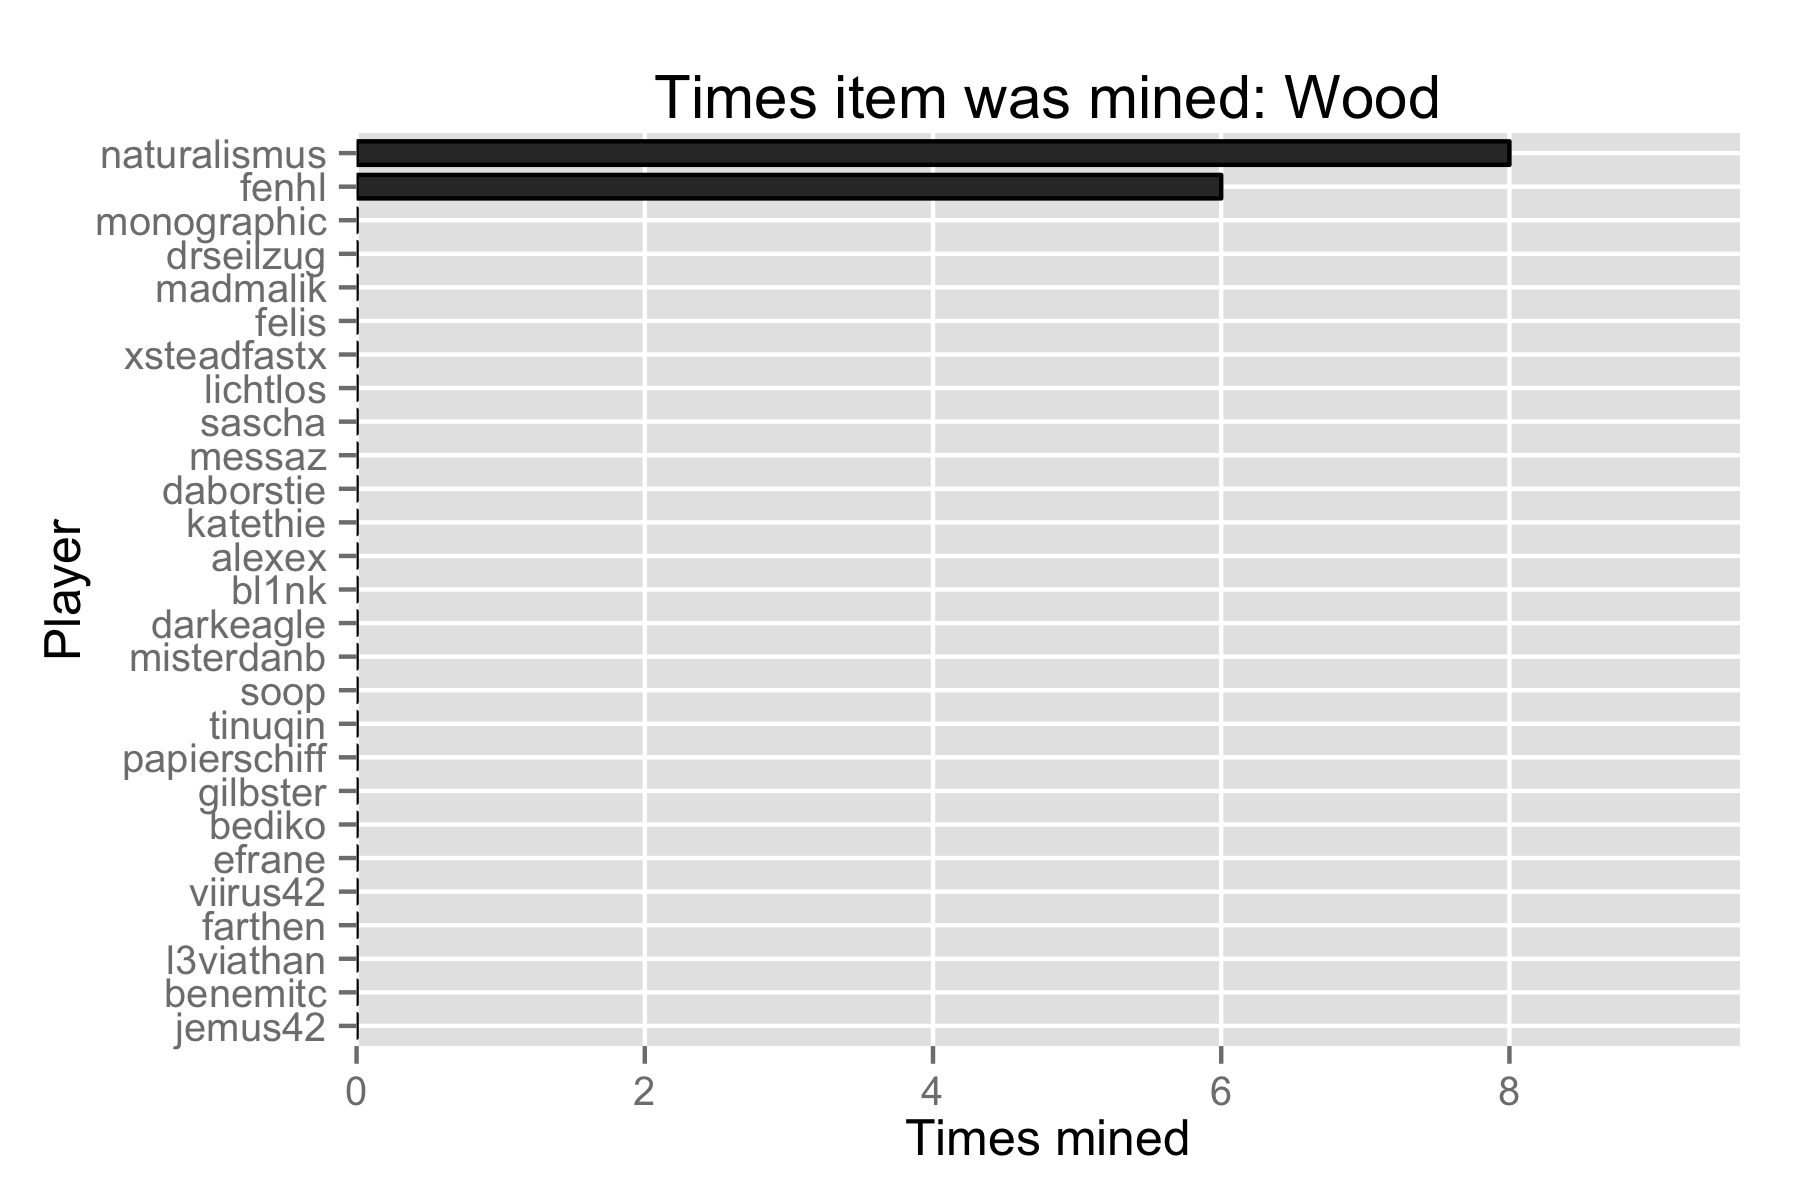 Times item was mined: Wood
naturalismus
fenhl
monographic
drseilzug
madmalik
felis
xsteadfastx
lichtlos
sascha
messaz
daborstie
katethie
alexex
bl1nk
darkeagle
misterdanb
soop
tinuqin
papierschiff
gilbster
bediko
efrane
viirus42
farthen
l3viathan
benemitc
jemus42
Player
0 2 4 6 8
Times mined